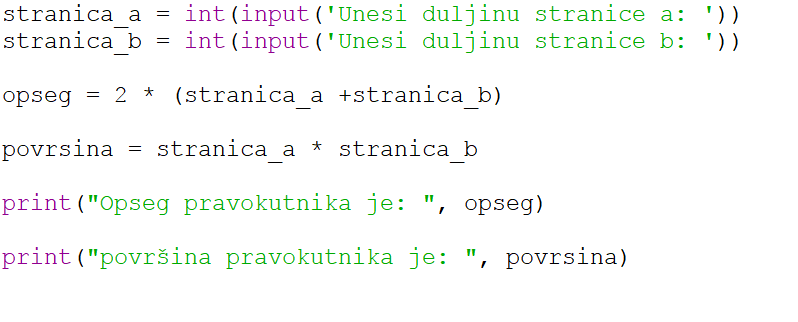 stranica_a = int(input('Unesi duljinu stranice a: '))
stranica_b = int(input('Unesi duljinu stranice b: '))
opseg = 2 * (stranica_a +stranica_b)
povrsina = stranica_a * stranica_b
print("Opseg pravokutnika je: ", opseg)
print("površina pravokutnika je: ", povrsina)